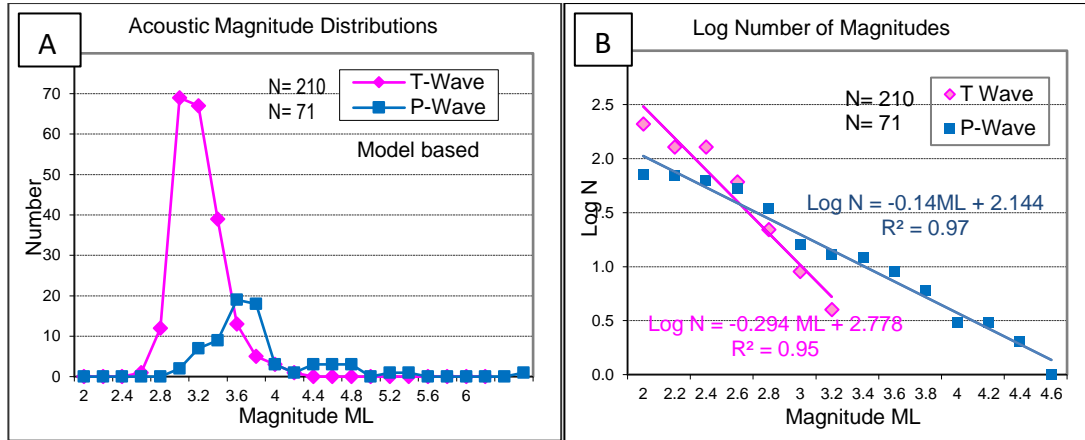 A
Acoustic Magnitude Distributions
N= 210
N= 71
T-Wave
P-Wave
Model based
Number
70
60
50
40
30
20
10
0
2 2.4 2.8 3.2 3.6 4 4.4 4.8 5.2 5.6 6
Magnitude ML
B
Log Number of Magnitudes
N= 210
N= 71
T Wave
P-Wave
Log N
2.5
2.0
1.5
1.0
0.5
0.0
Log N = -0.14ML + 2.144
R² = 0.97
Log N = -0.294 ML + 2.778
R² = 0.95
2 2.2 2.4 2.6 2.8 3 3.2 3.4 3.6 3.8 4 4.2 4.4 4.6
Magnitude ML